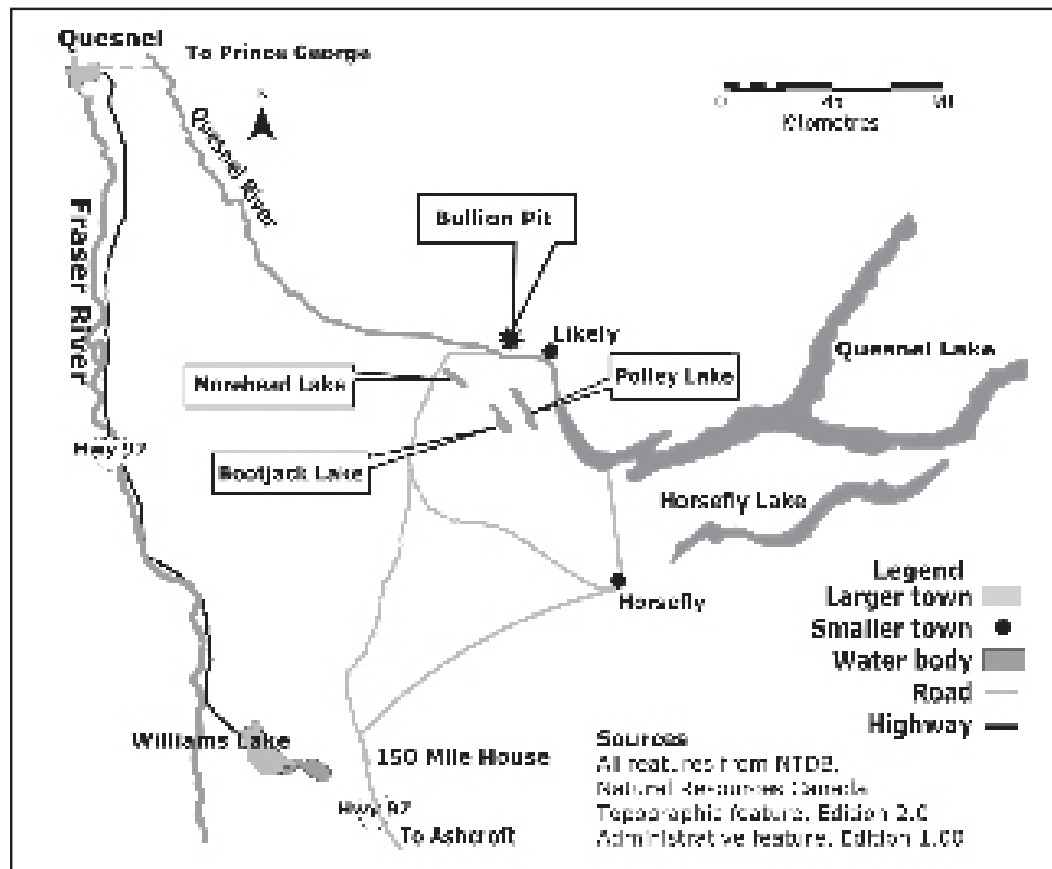 Quesnel
To Prince George
Quesnel River
0
Kilometres
Bullion Pit
Fraser River
Likely
Quesnel Lake
Morehead Lake
Polley Lake
Hwy 97
Bootjack Lake
Horsefly Lake
Horsefly
Legend
Larger town
Smaller town
Water body
Road
Highway
Williams Lake
150 Mile House
Hwy 97
To Ashcroft
Sources
All features from NTDB.
Natural Resources Canada
Topographic feature. Edition 2.0
Administrative feature. Edition 1.00